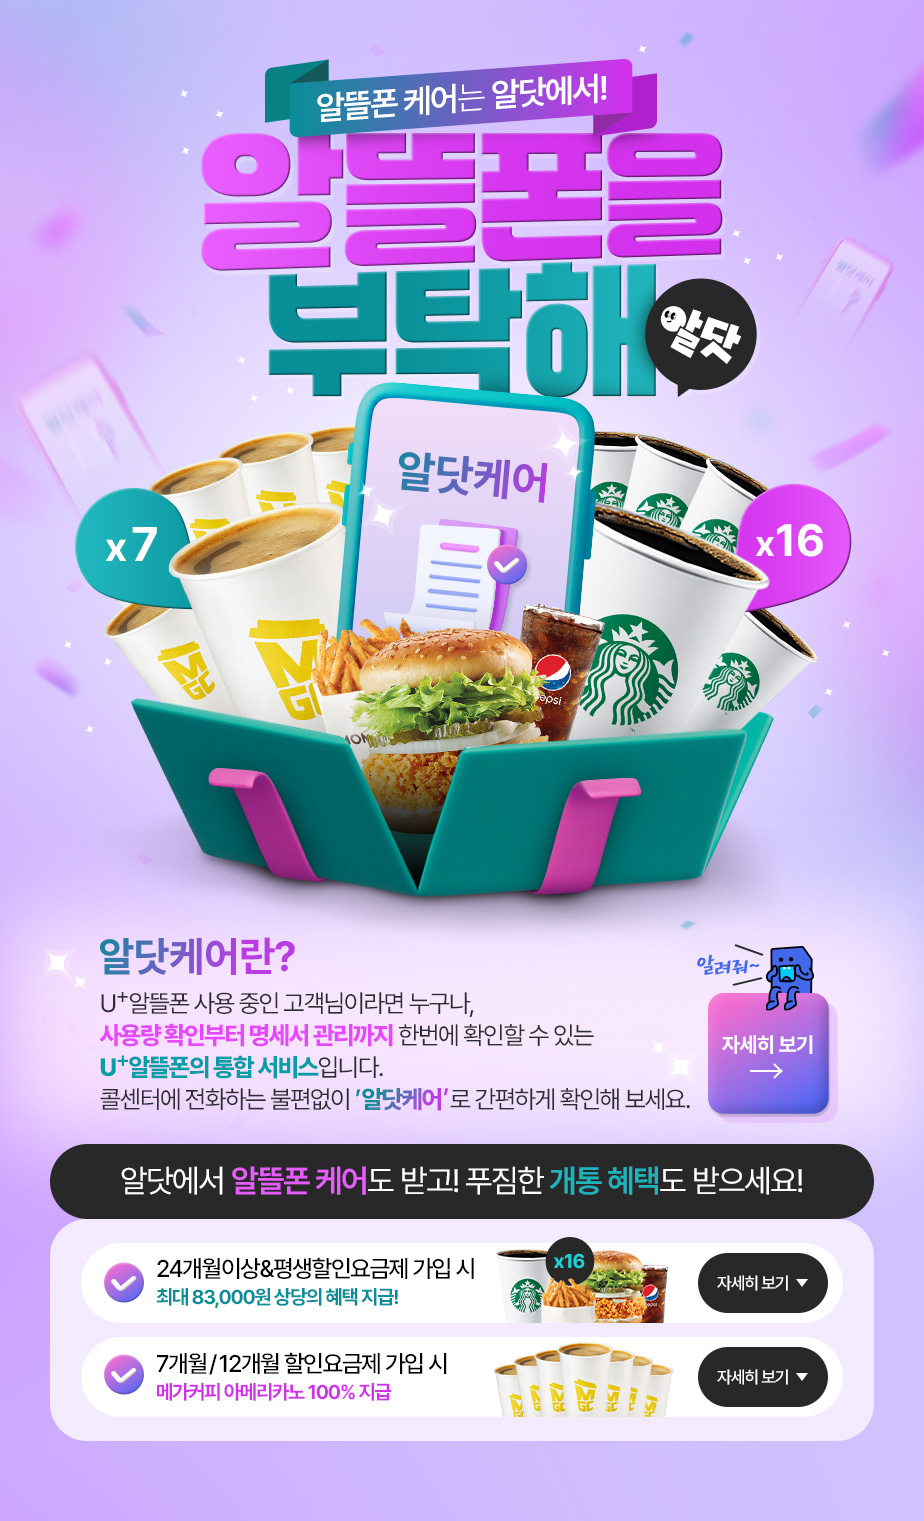 알뜰폰 케어는 알닷에서!
알뜰폰을
부탁해
알닷
알닷케어
x7
x16
M
GC
pepsi
알닷케어란?
알려줘~
U+알뜰폰 사용 중인 고객님이라면 누구나,
사용량 확인부터 명세서 관리까지 한번에 확인할 수 있는
U+알뜰폰의 통합 서비스입니다.
콜센터에 전화하는 불편없이 '알닷케어'로 간편하게 확인해 보세요.
자세히 보기
알닷에서 알뜰폰 케어도 받고! 푸짐한 개통 혜택도 받으세요!
24개월이상&평생할인요금제 가입 시
최대 83,000원 상당의 혜택 지급!
x16
자세히 보기
7개월/12개월 할인요금제 가입 시
메가커피 아메리카노 100% 지급
자세히 보기